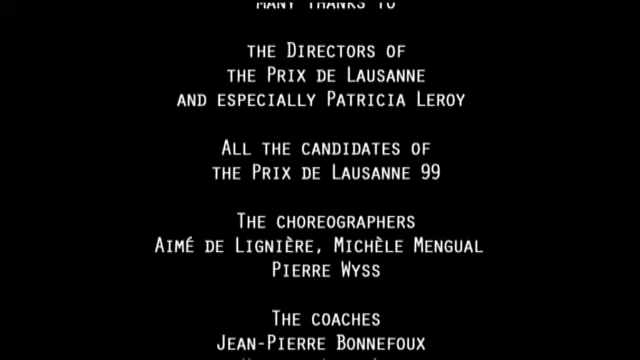 MANY THANKS TO
THE DIRECTORS OF
THE PRIX DE LAUSANNE
AND ESPECIALLY PATRICIA LEROY
ALL THE CANDIDATES OF
THE PRIX DE LAUSANNE 99
THE CHOREOGRAPHERS
AIMÉ DE LIGNIÈRE, MICHÈLE MENGUAL
PIERRE WYSS
THE COACHES
JEAN-PIERRE BONNEFOUX